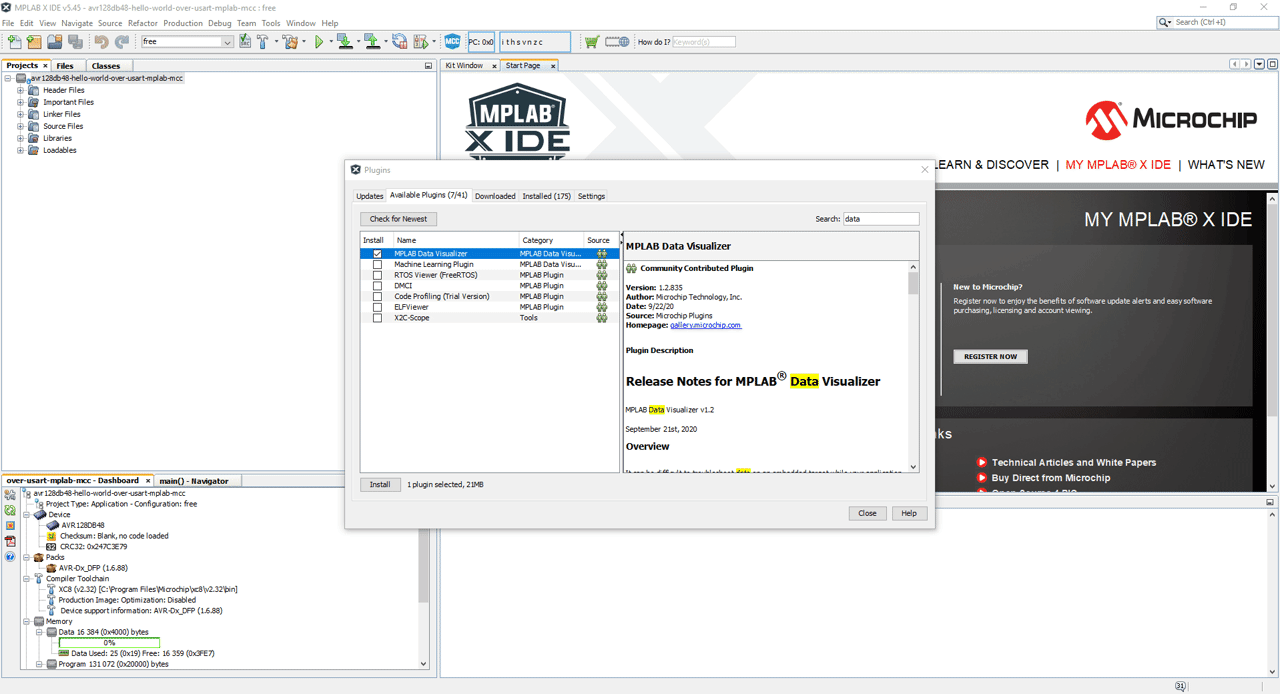 MPLAB X IDE v5.45 - avr128db48-hello-world-over-usart-mplab-mcc : free
File Edit View Navigate Source Refactor Production Debug Team Tools Window Help
Search (Ctrl+I)
free
MCC
PC: 0x0
i t h s v n z c
How do I?
Keyword(s)
Projects
Files
Classes
avr128db48-hello-world-over-usart-mplab-mcc
Header Files
Important Files
Linker Files
Source Files
Libraries
Loadables
Kit Window
Start Page
MPLAB®
X IDE
MICROCHIP
EARN & DISCOVER | MY MPLAB® X IDE | WHAT'S NEW
MY MPLAB® X IDE
New to Microchip?
Register now to enjoy the benefits of software update alerts and easy software
purchasing, licensing and account viewing.
REGISTER NOW
nks
Technical Articles and White Papers
Buy Direct from Microchip
Plugins
Updates
Available Plugins (7/41)
Downloaded
Installed (175)
Settings
Check for Newest
Search:
data
Install Name Category Source
MPLAB Data Visualizer MPLAB Data Visu...
Machine Learning Plugin MPLAB Data Visu...
RTOS Viewer (FreeRTOS) MPLAB Plugin
DMCI MPLAB Plugin
Code Profiling (Trial Version) MPLAB Plugin
ELFViewer MPLAB Plugin
X2C-Scope Tools
MPLAB Data Visualizer
Community Contributed Plugin
Version: 1.2.835
Author: Microchip Technology, Inc.
Date: 9/22/20
Source: Microchip Plugins
Homepage: gallery.microchip.com
Plugin Description
Release Notes for MPLAB® Data Visualizer
MPLAB Data Visualizer v1.2
September 21st, 2020
Overview
Install
1 plugin selected, 21MB
Close
Help
over-usart-mplab-mcc - Dashboard
main() - Navigator
avr128db48-hello-world-over-usart-mplab-mcc
Project Type: Application - Configuration: free
Device
AVR128DB48
Checksum: Blank, no code loaded
32 CRC32: 0x247C3E79
Packs
AVR-Dx_DFP (1.6.88)
Compiler Toolchain
XC8 (v2.32) [C:\Program Files\Microchip\xc8\v2.32\bin]
Production Image: Optimization: Disabled
Device support information: AVR-Dx_DFP (1.6.88)
Memory
Data 16 384 (0x4000) bytes
0%
Data Used: 25 (0x19) Free: 16 359 (0x3FE7)
Program 131 072 (0x20000) bytes
31